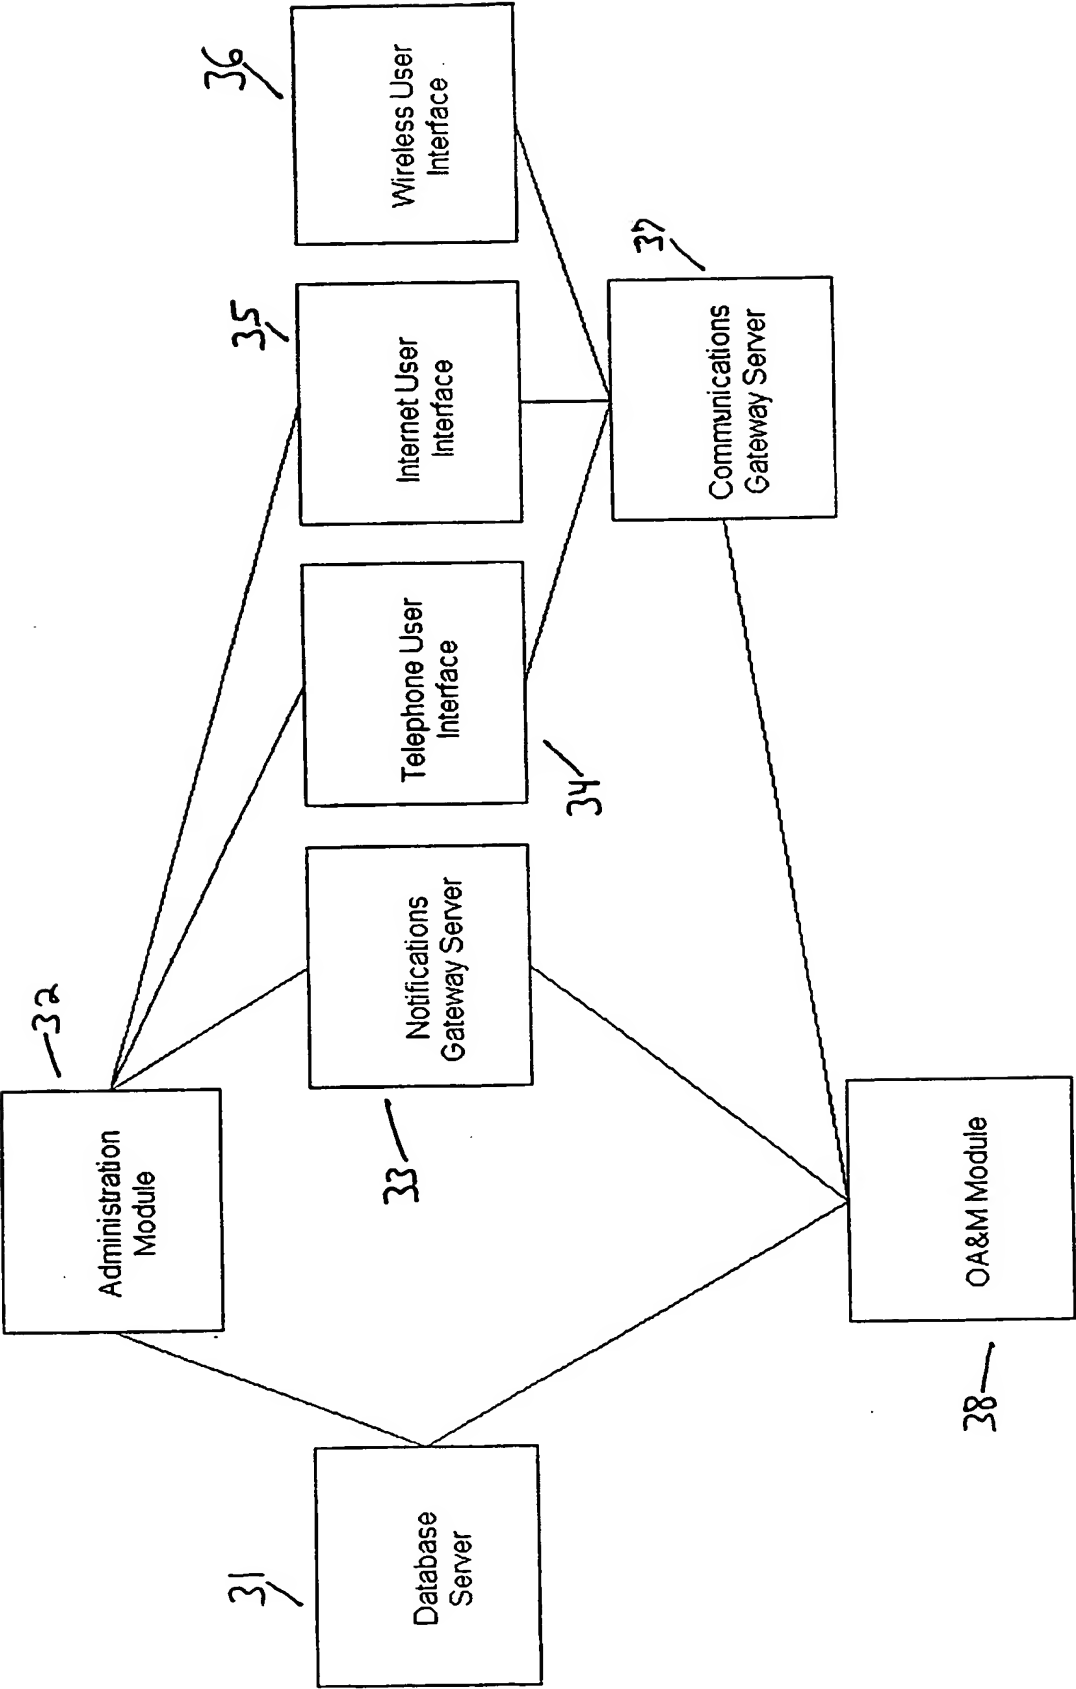 32
Administration
Module
31
Database
Server
33
Notifications
Gateway Server
Telephone User
Interface
34
35
Internet User
Interface
36
Wireless User
Interface
37
Communications
Gateway Server
38
OA&M Module